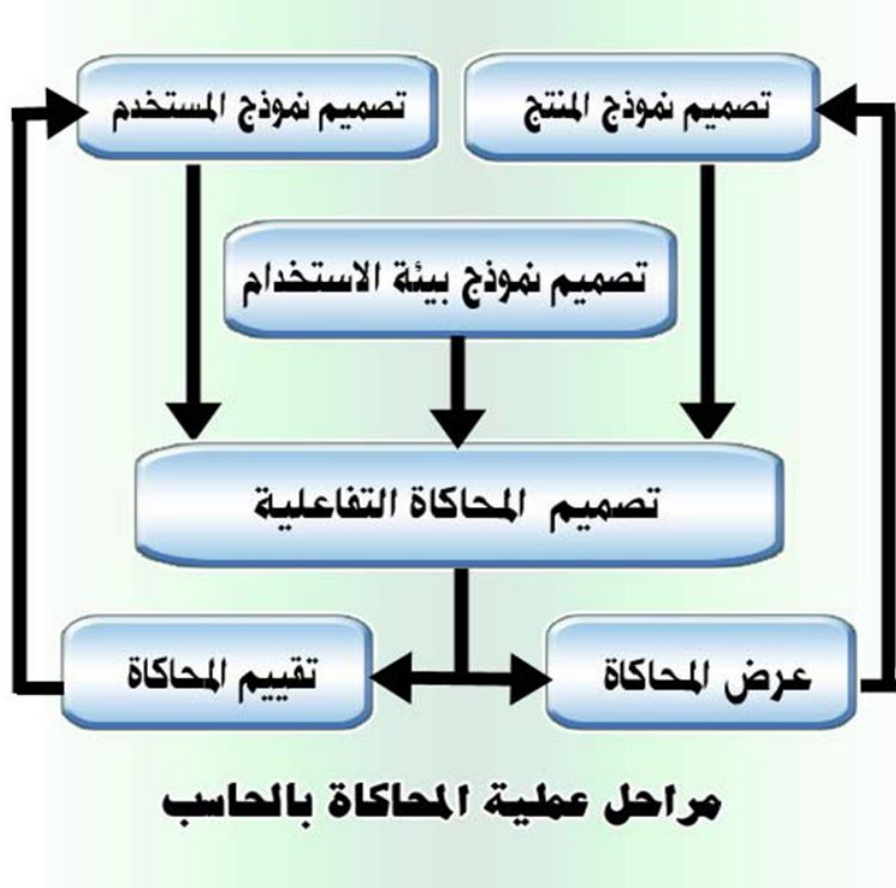 تصميم نموذج المنتج
تصميم نموذج المستخدم
تصميم نموذج بيئة الاستخدام
تصميم المحاكاة التفاعلية
عرض المحاكاة
تقييم المحاكاة
مراحل عملية المحاكاة بالحاسب